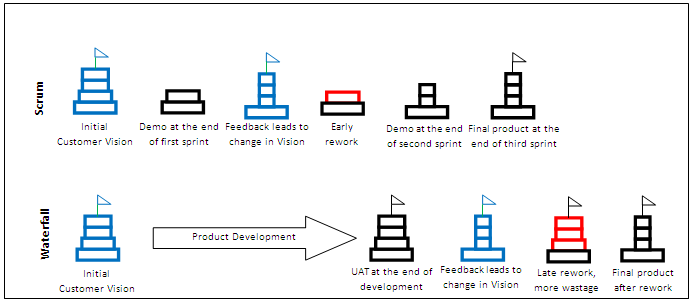 Scrum
Initial
Customer Vision
Demo at the end
of first sprint
Feedback leads to
change in Vision
Early
rework
Demo at the end
of second sprint
Final product at the
end of third sprint
Waterfall
Product Development
Initial
Customer Vision
UAT at the end of
development
Feedback leads to
change in Vision
Late rework,
more wastage
Final product
after rework